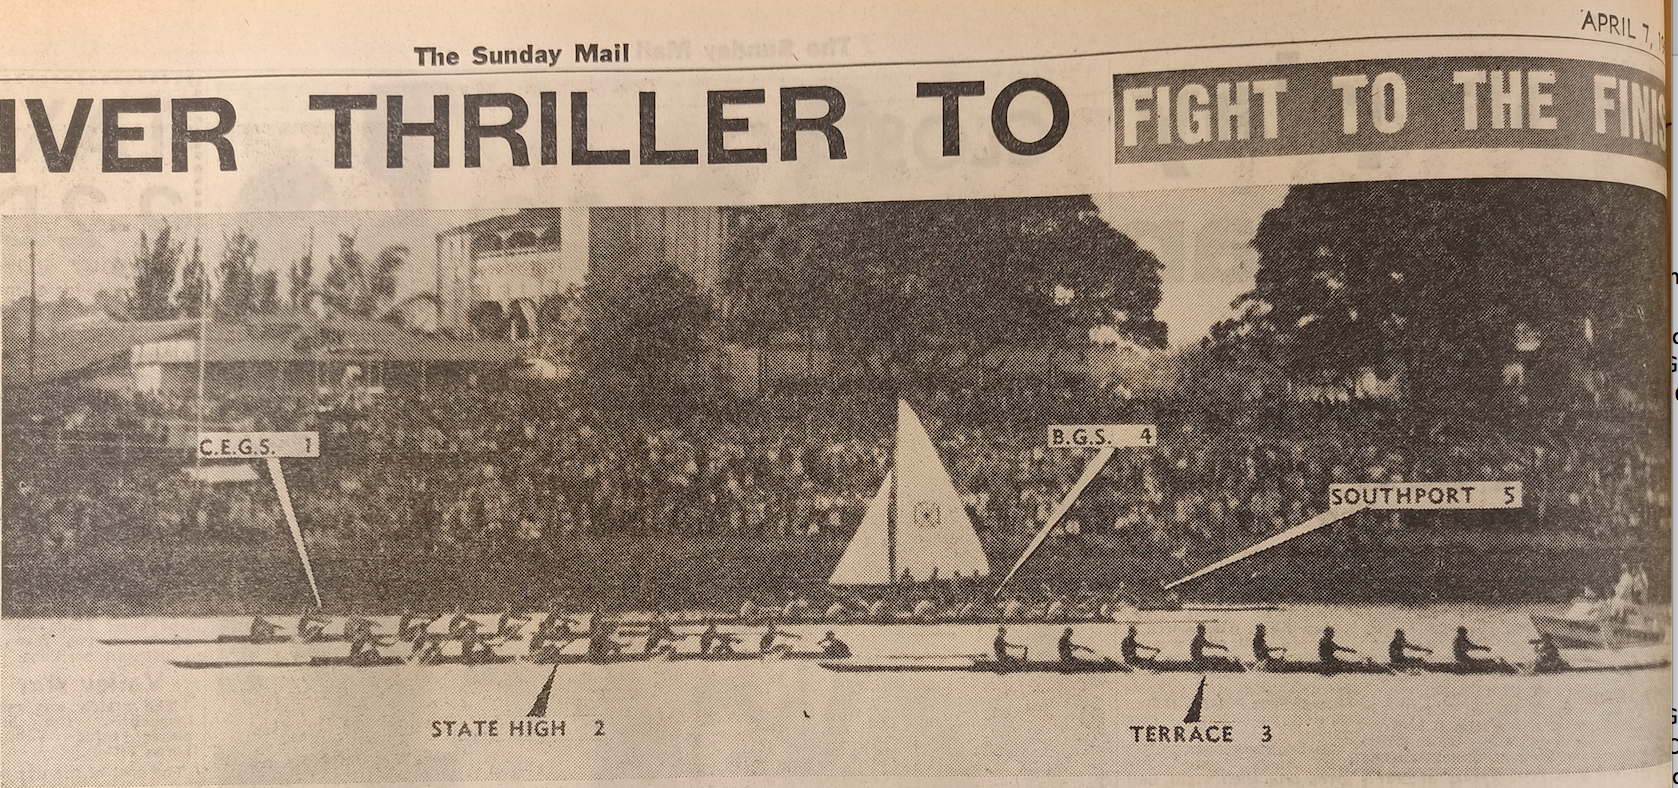 APRIL 7,
The Sunday Mail
IVER THRILLER TO FIGHT TO THE FINIS
C.E.G.S. 1
B.G.S. 4
SOUTHPORT 5
STATE HIGH 2
TERRACE 3